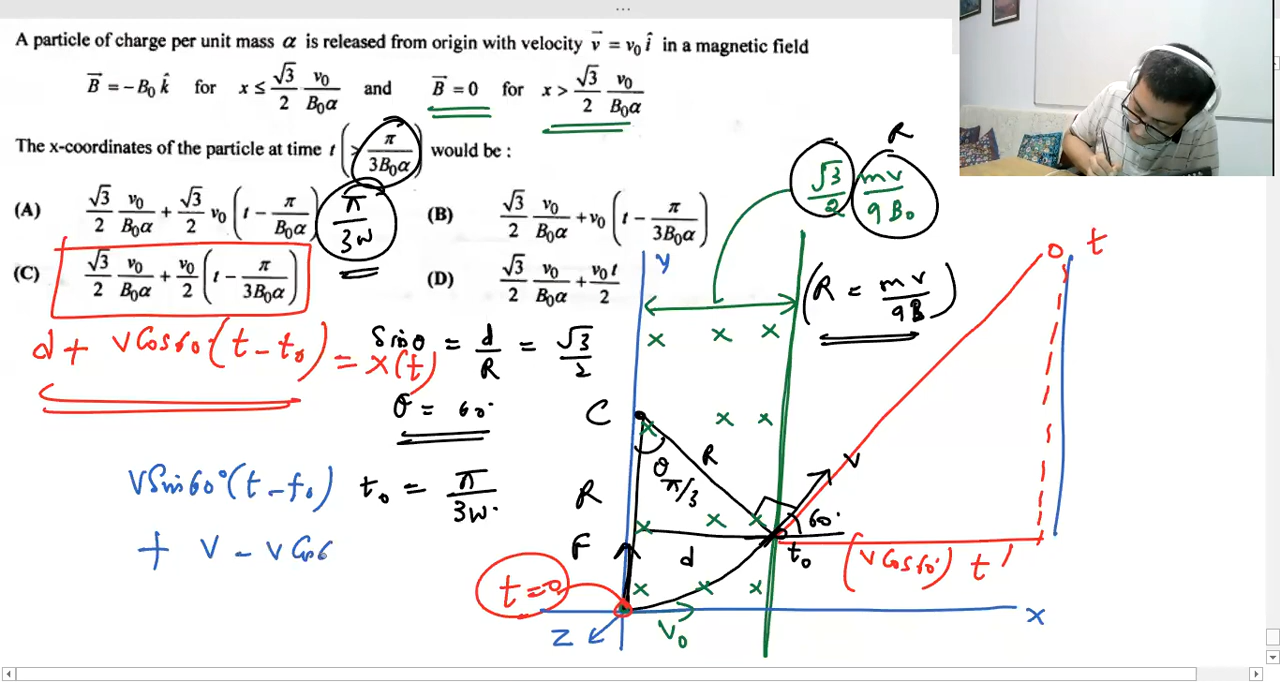 A particle of charge per unit mass α is released from origin with velocity v⃗ = v₀ î in a magnetic field
B⃗ = −B₀ k̂ for x ≤ √3/2 v₀/B₀α and B⃗ = 0 for x > √3/2 v₀/B₀α
The x-coordinates of the particle at time t (> π/3B₀α) would be :
(A) √3/2 v₀/B₀α + √3/2 v₀ (t − π/B₀α)
(B) √3/2 v₀/B₀α + v₀ (t − π/3B₀α)
(C) √3/2 v₀/B₀α + v₀/2 (t − π/3B₀α)
(D) √3/2 v₀/B₀α + v₀t/2
π/3ω
R
√3/2 mv/qB₀
(R = mv/qB)
d + vCos60(t − t₀) = x(t)
Sinθ = d/R = √3/2
θ = 60°
t₀ = π/3ω
vSin60°(t − t₀)
+ v − vCos6
y
t
C
θ
π/3
R
R
v
60°
F
d
t₀
(vCos60°) t'
t=0
z
v₀
x